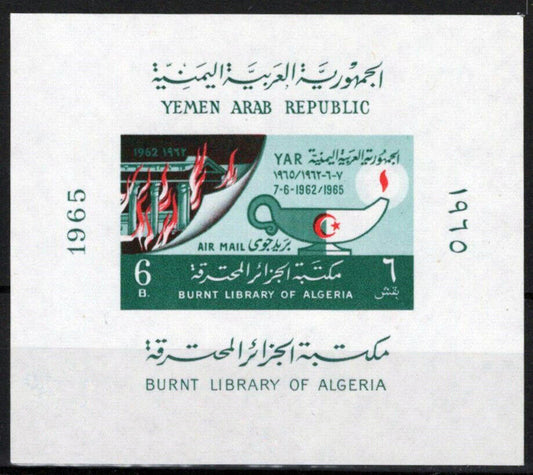 الجمهورية العربية اليمنية
YEMEN ARAB REPUBLIC
1965
1962 ١٩٦٢
YAR الجمهورية العربية اليمنية
١٩٦٥/١٩٦٢-٦-٧
7-6-1962/1965
AIR MAIL بريد جوي
6 مكتبة الجزائر المحترقة ٦
B. BURNT LIBRARY OF ALGERIA بقش
١٩٦٥
مكتبة الجزائر المحترقة
BURNT LIBRARY OF ALGERIA